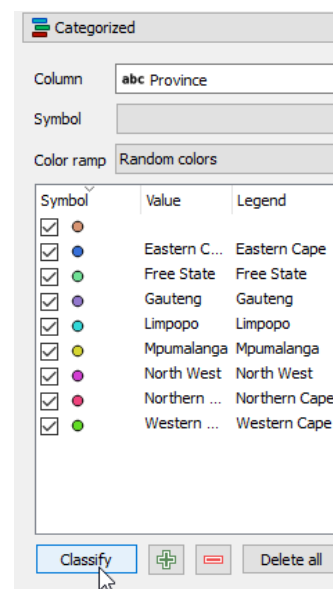 Categorized
Column abc Province
Symbol
Color ramp Random colors
Symbol Value Legend
Eastern C... Eastern Cape
Free State Free State
Gauteng Gauteng
Limpopo Limpopo
Mpumalanga Mpumalanga
North West North West
Northern ... Northern Cape
Western ... Western Cape
Classify Delete all